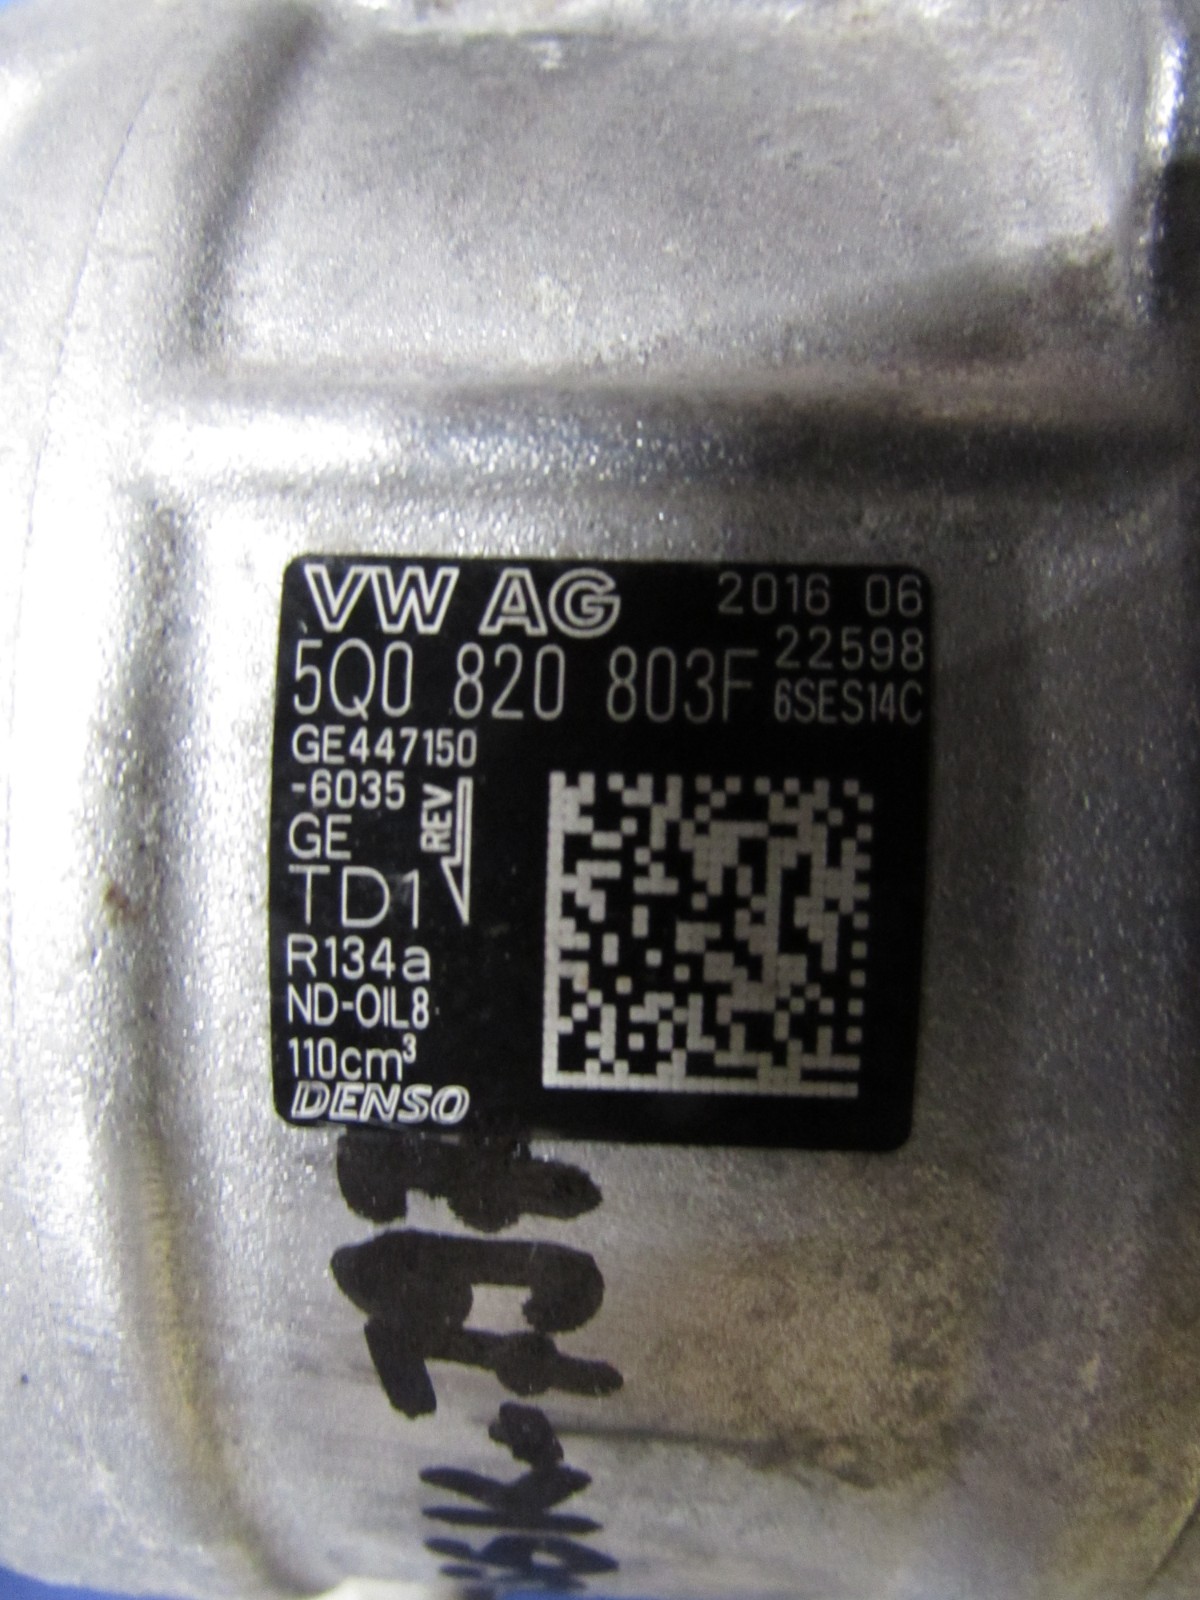 VW AG 2016 06
22598
5Q0 820 803F 6SES14C
GE447150
-6035
REV
GE
TD1
R134a
ND-OIL8
110cm³
DENSO